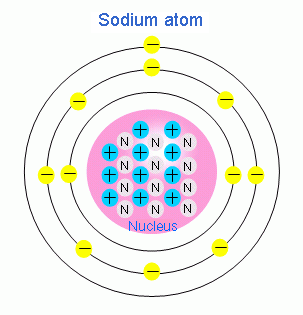 Sodium atom
−
−
− −
+ +
N N N
+ + +
N N N
− − + + + − −
N N N
+ + +
N N N
Nucleus
− −
−